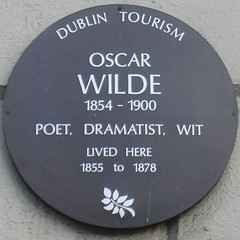 DUBLIN TOURISM
OSCAR
WILDE
1854 - 1900
POET, DRAMATIST, WIT
LIVED HERE
1855 to 1878